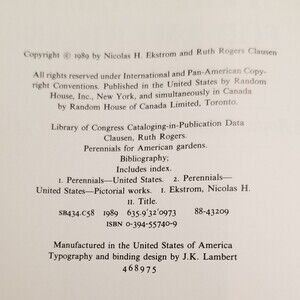 Copyright © 1989 by Nicolas H. Ekstrom and Ruth Rogers Clausen
All rights reserved under International and Pan-American Copy-
right Conventions. Published in the United States by Random
House, Inc., New York, and simultaneously in Canada
by Random House of Canada Limited, Toronto.
Library of Congress Cataloging-in-Publication Data
Clausen, Ruth Rogers.
Perennials for American gardens.
Bibliography;
Includes index.
1. Perennials—United States. 2. Perennials—
United States—Pictorial works. 1. Ekstrom, Nicolas H.
II. Title.
SB434.C58 1989 635.9'32'0973 88-43209
ISBN 0-394-55740-9
Manufactured in the United States of America
Typography and binding design by J.K. Lambert
468975